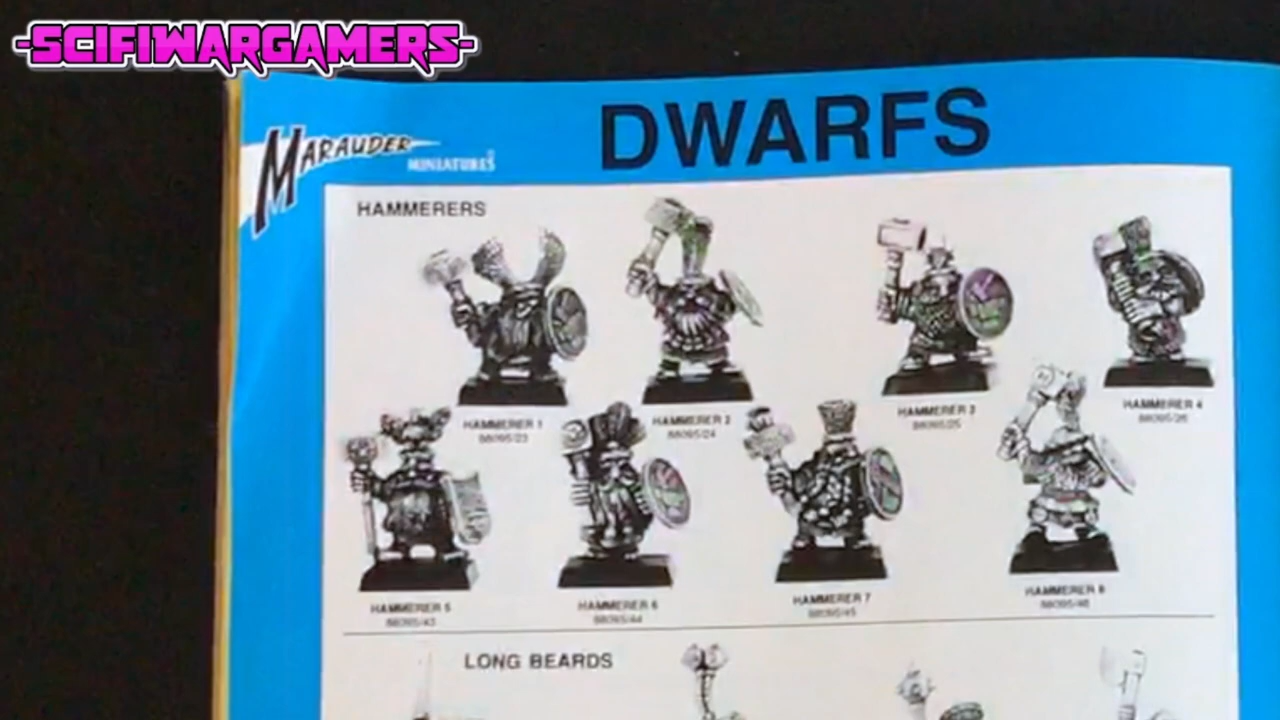 -SCIFIWARGAMERS-
DWARFS
MARAUDER
MINIATURES
HAMMERERS
HAMMERER 1
HAMMERER 2
HAMMERER 3
HAMMERER 4
HAMMERER 5
HAMMERER 6
HAMMERER 7
HAMMERER 8
LONG BEARDS